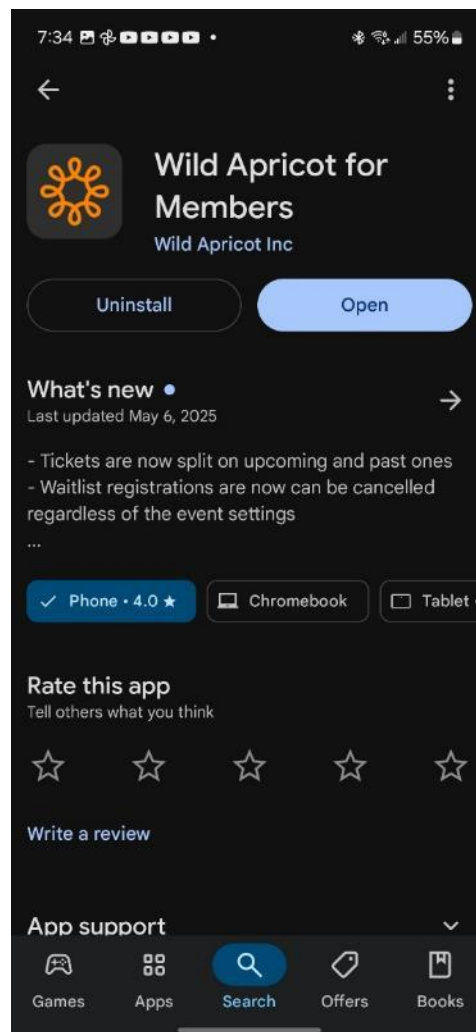 7:34 55%
Wild Apricot for
Members
Wild Apricot Inc
Uninstall Open
What's new
Last updated May 6, 2025
- Tickets are now split on upcoming and past ones
- Waitlist registrations are now can be cancelled
regardless of the event settings
...
Phone • 4.0 ★ Chromebook Tablet
Rate this app
Tell others what you think
Write a review
App support
Games Apps Search Offers Books